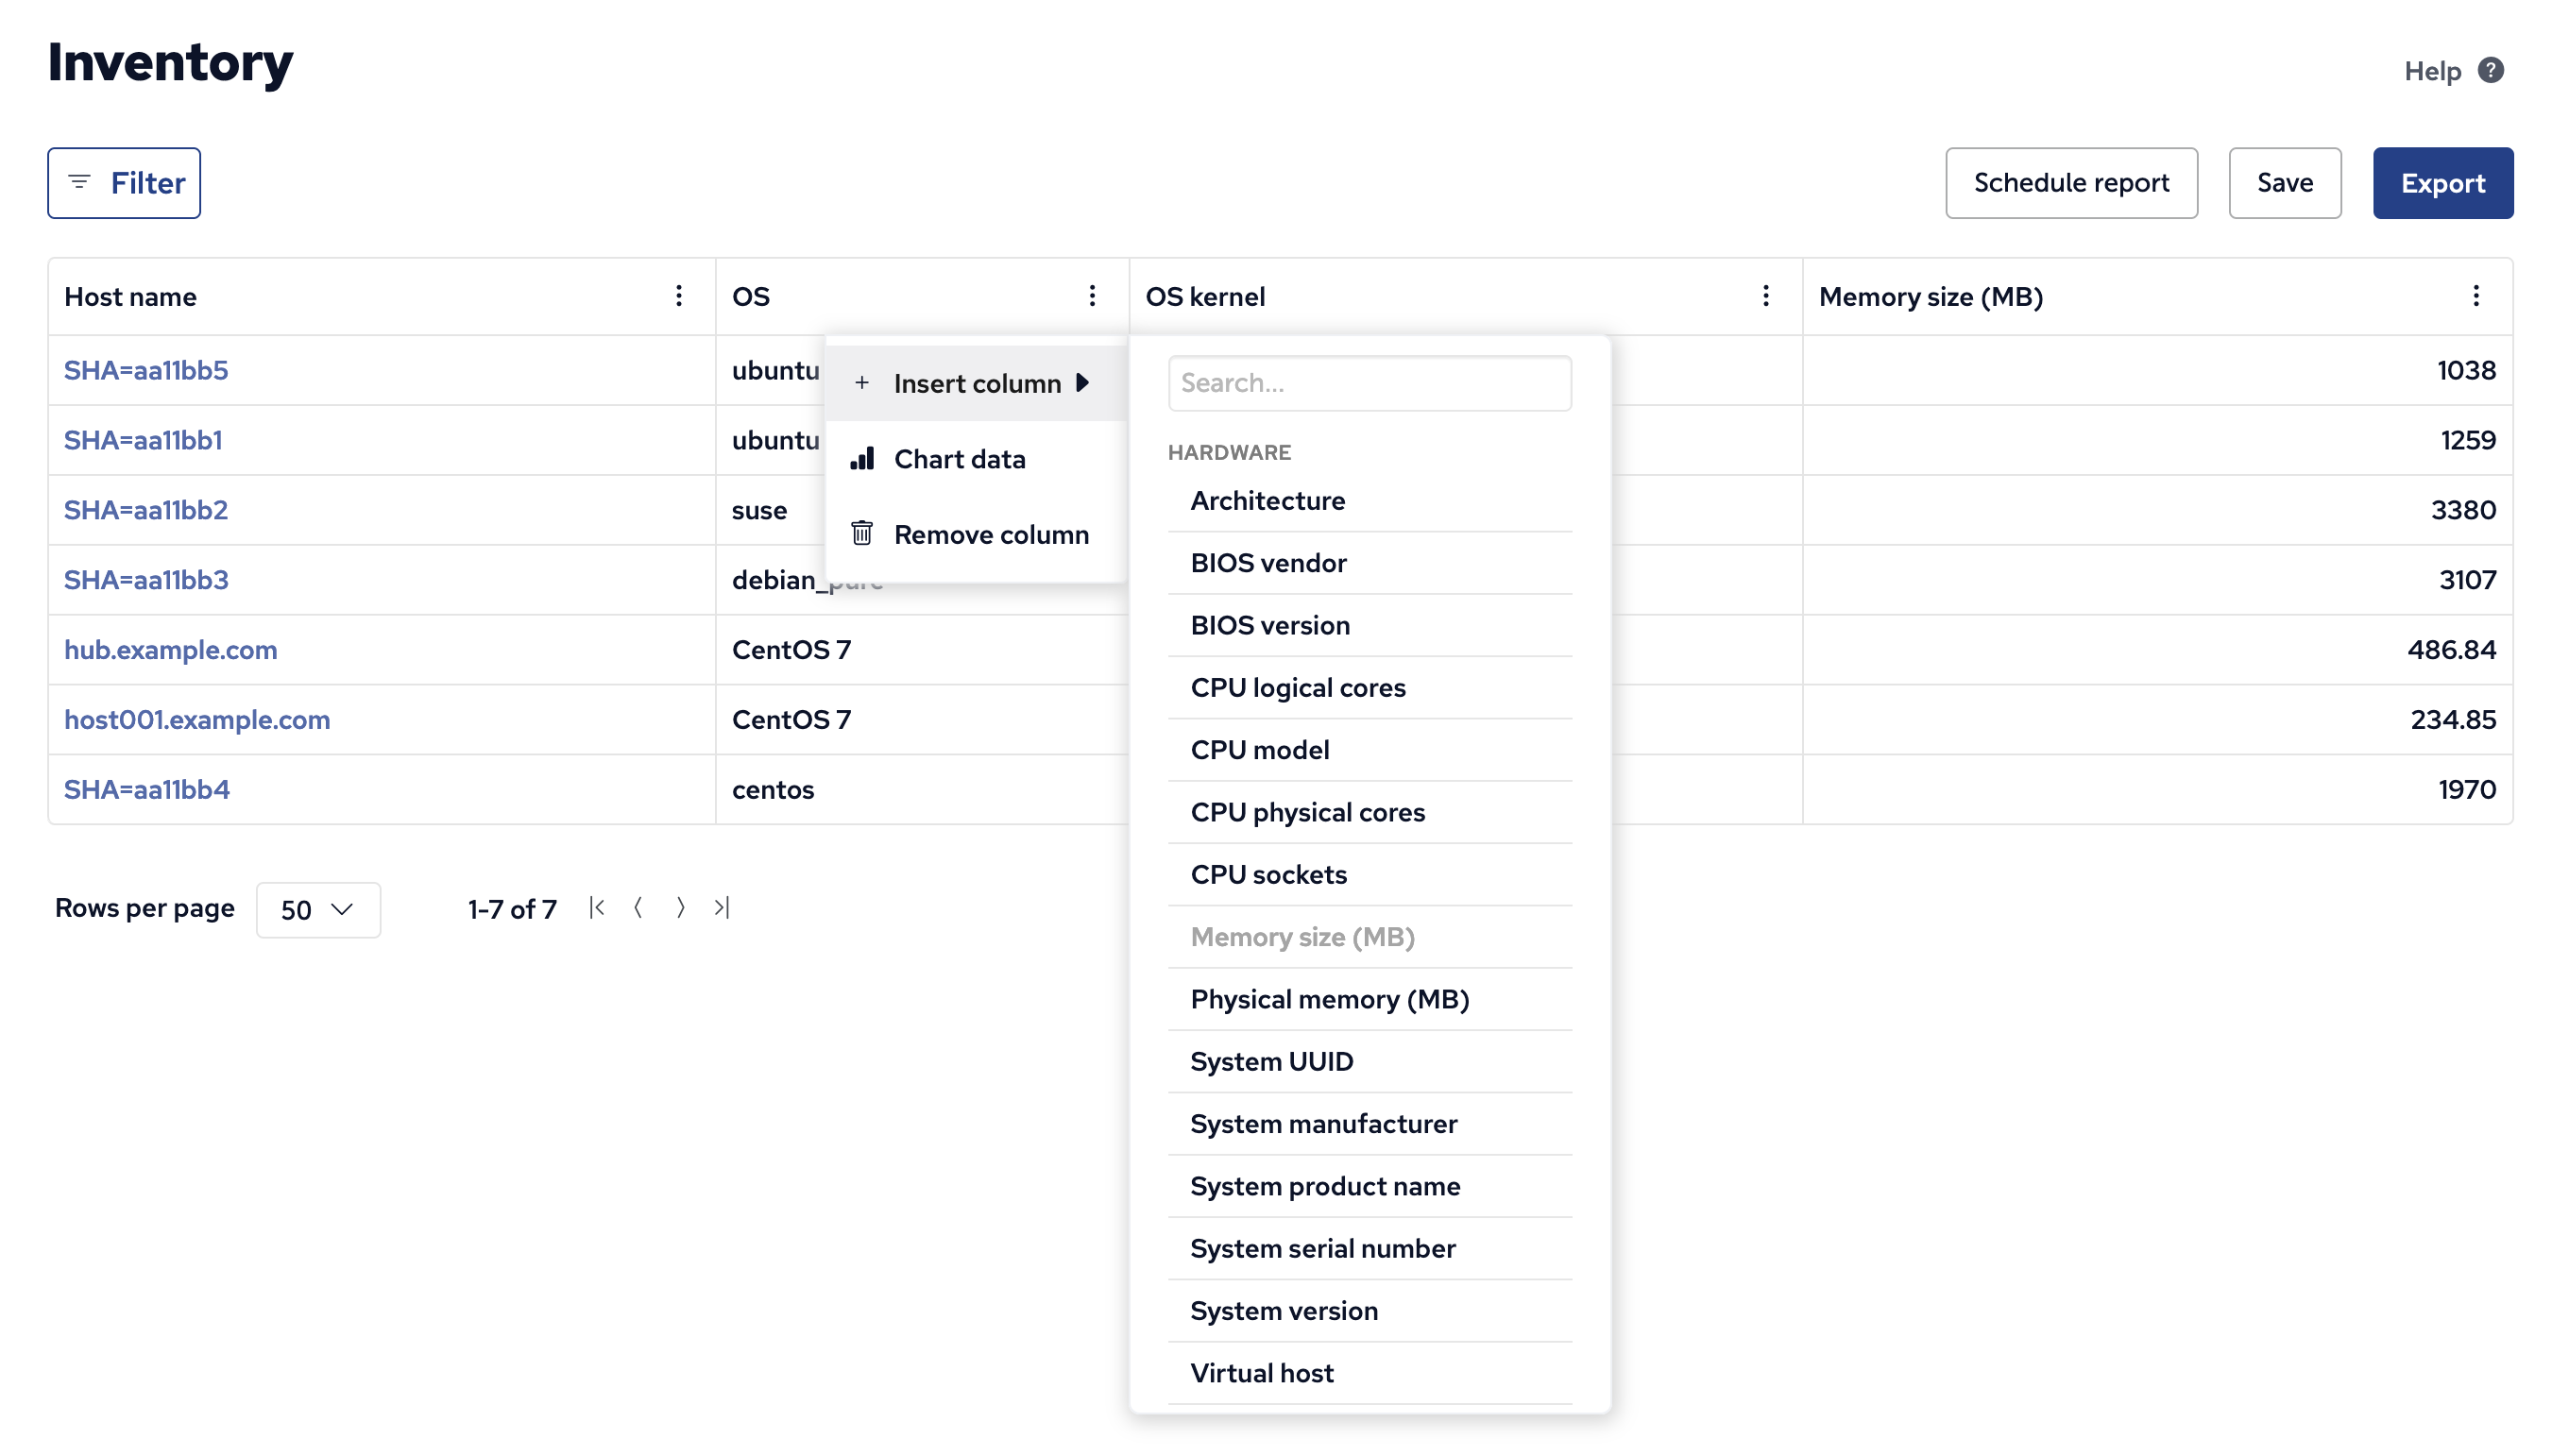 Inventory
Help ?
Filter
Schedule report
Save
Export
Host name
OS
OS kernel
Memory size (MB)
SHA=aa11bb5
ubuntu
1038
SHA=aa11bb1
ubuntu
1259
SHA=aa11bb2
suse
3380
SHA=aa11bb3
debian_pure
3107
hub.example.com
CentOS 7
486.84
host001.example.com
CentOS 7
234.85
SHA=aa11bb4
centos
1970
+ Insert column
Chart data
Remove column
Search...
HARDWARE
Architecture
BIOS vendor
BIOS version
CPU logical cores
CPU model
CPU physical cores
CPU sockets
Memory size (MB)
Physical memory (MB)
System UUID
System manufacturer
System product name
System serial number
System version
Virtual host
Rows per page
50
1-7 of 7